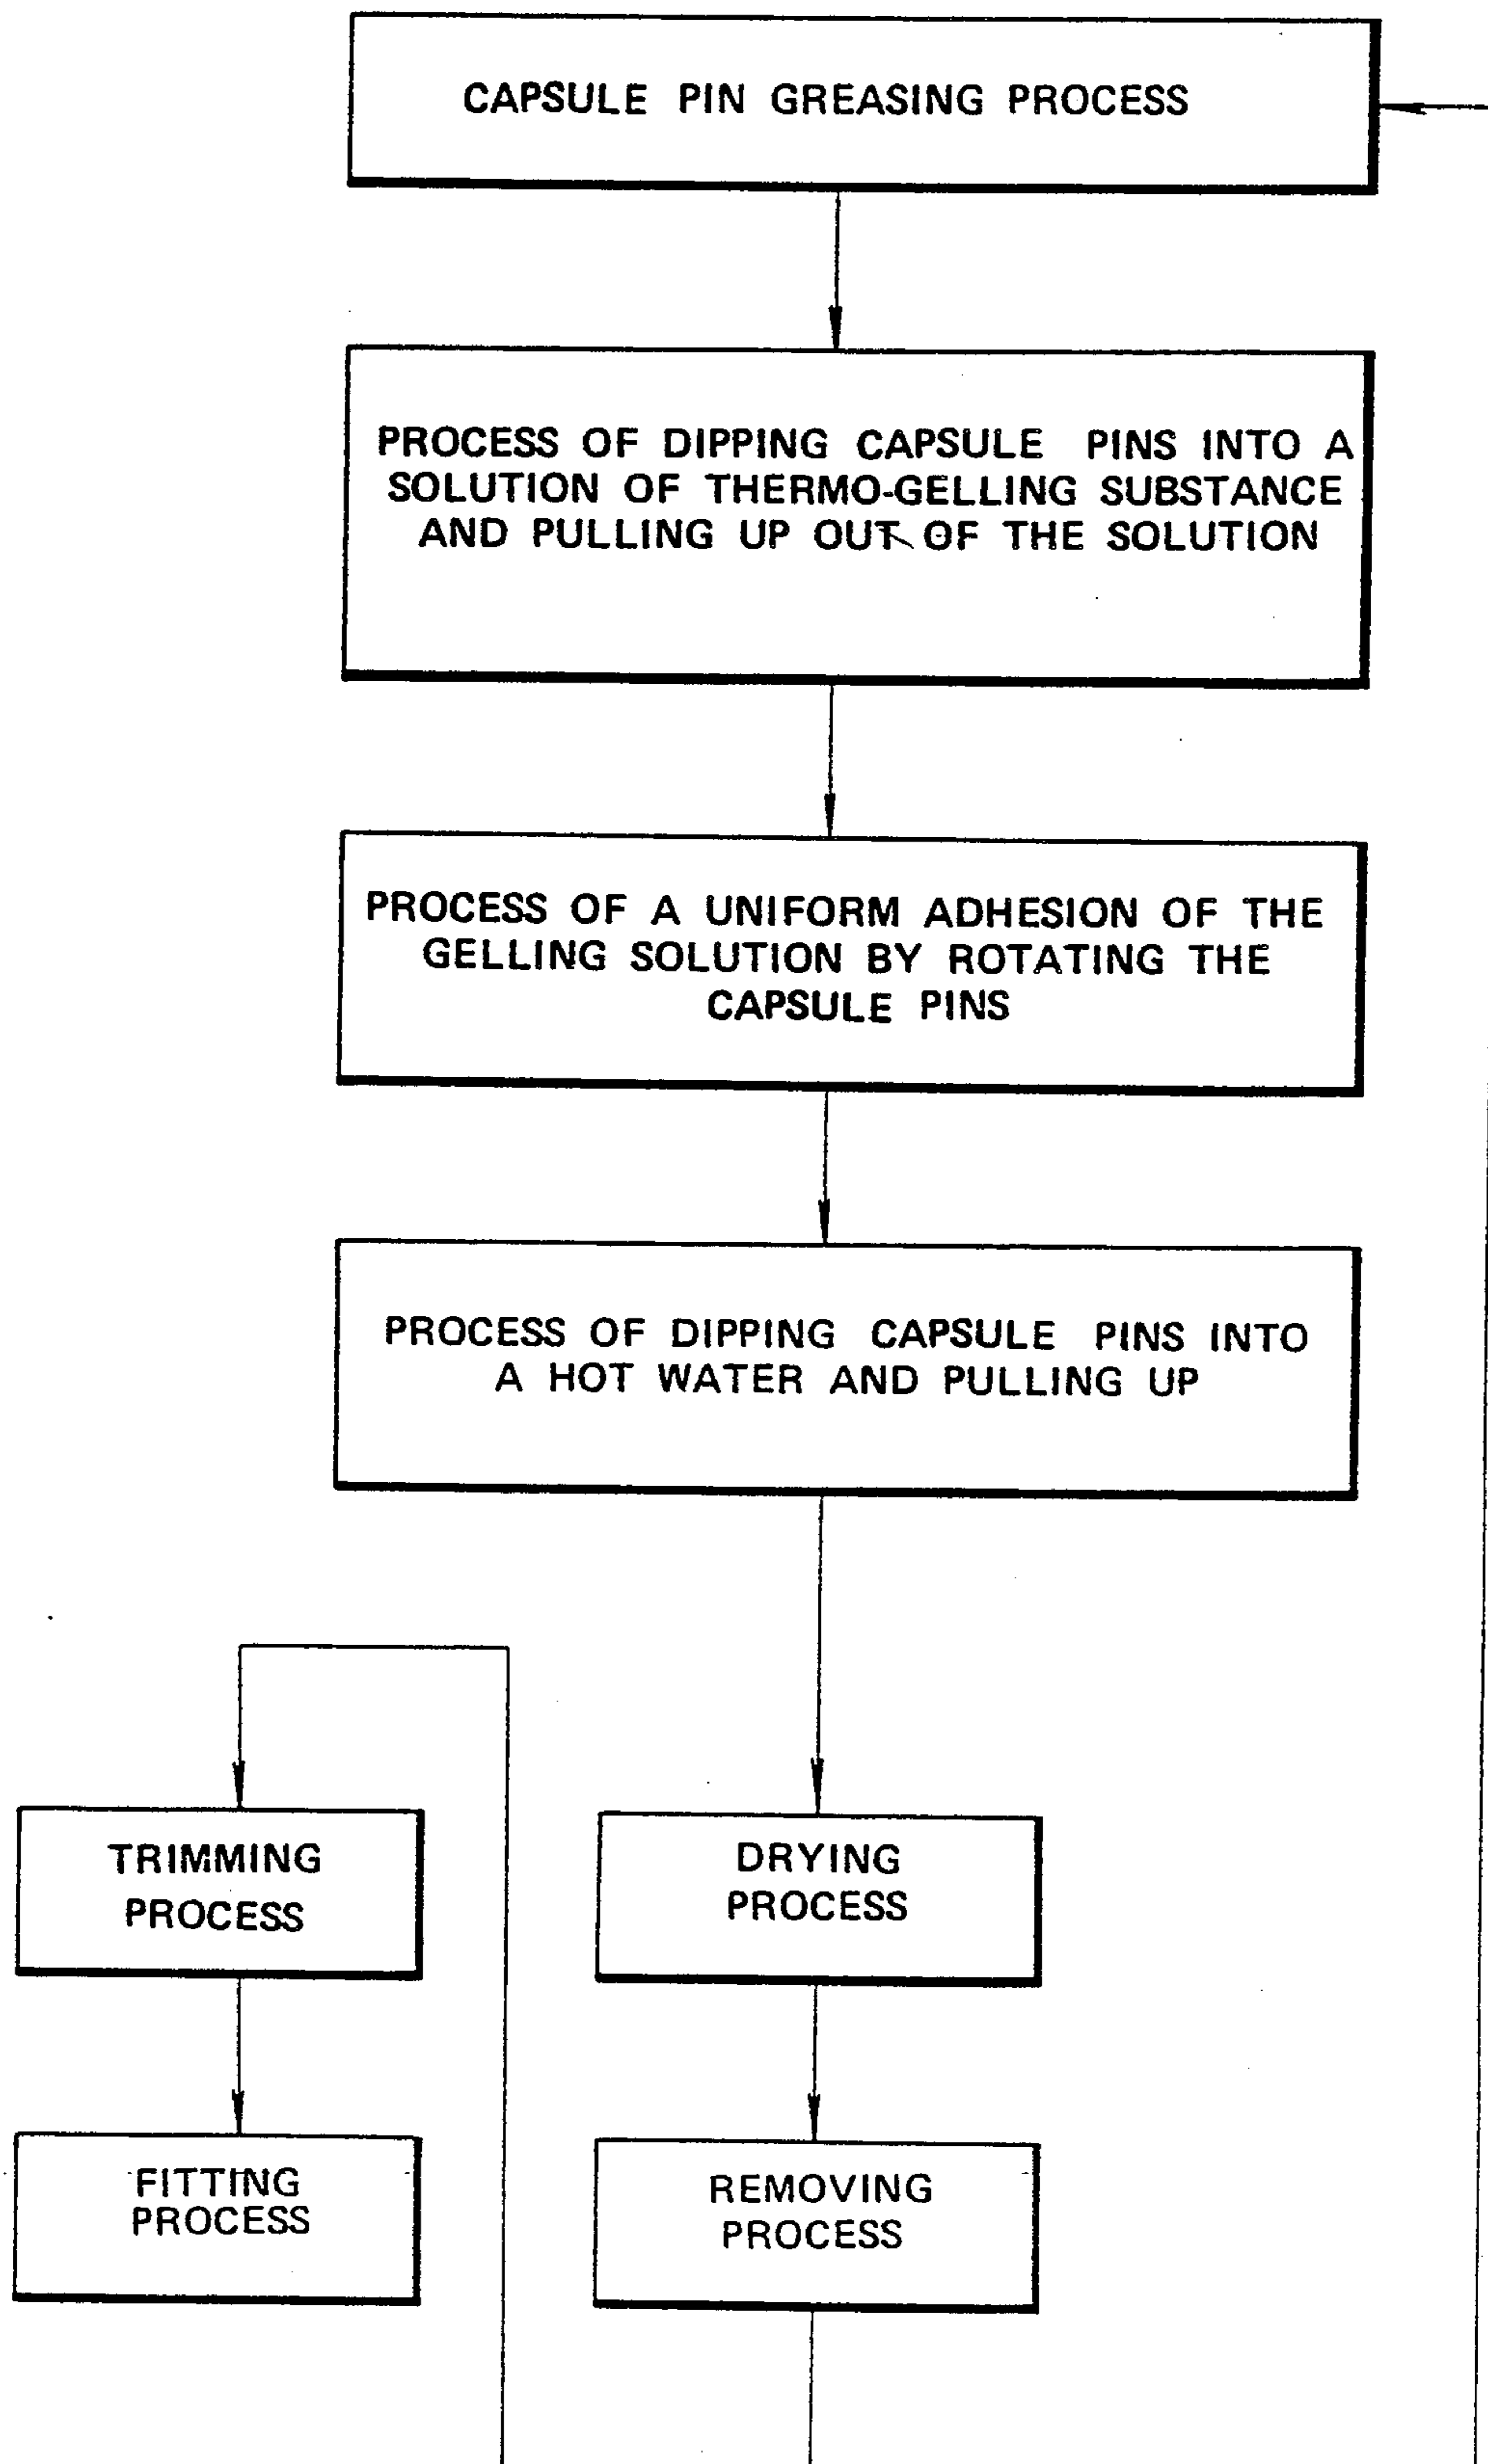 CAPSULE PIN GREASING PROCESS
PROCESS OF DIPPING CAPSULE PINS INTO A
SOLUTION OF THERMO-GELLING SUBSTANCE
AND PULLING UP OUT OF THE SOLUTION
PROCESS OF A UNIFORM ADHESION OF THE
GELLING SOLUTION BY ROTATING THE
CAPSULE PINS
PROCESS OF DIPPING CAPSULE PINS INTO
A HOT WATER AND PULLING UP
TRIMMING
PROCESS
DRYING
PROCESS
FITTING
PROCESS
REMOVING
PROCESS